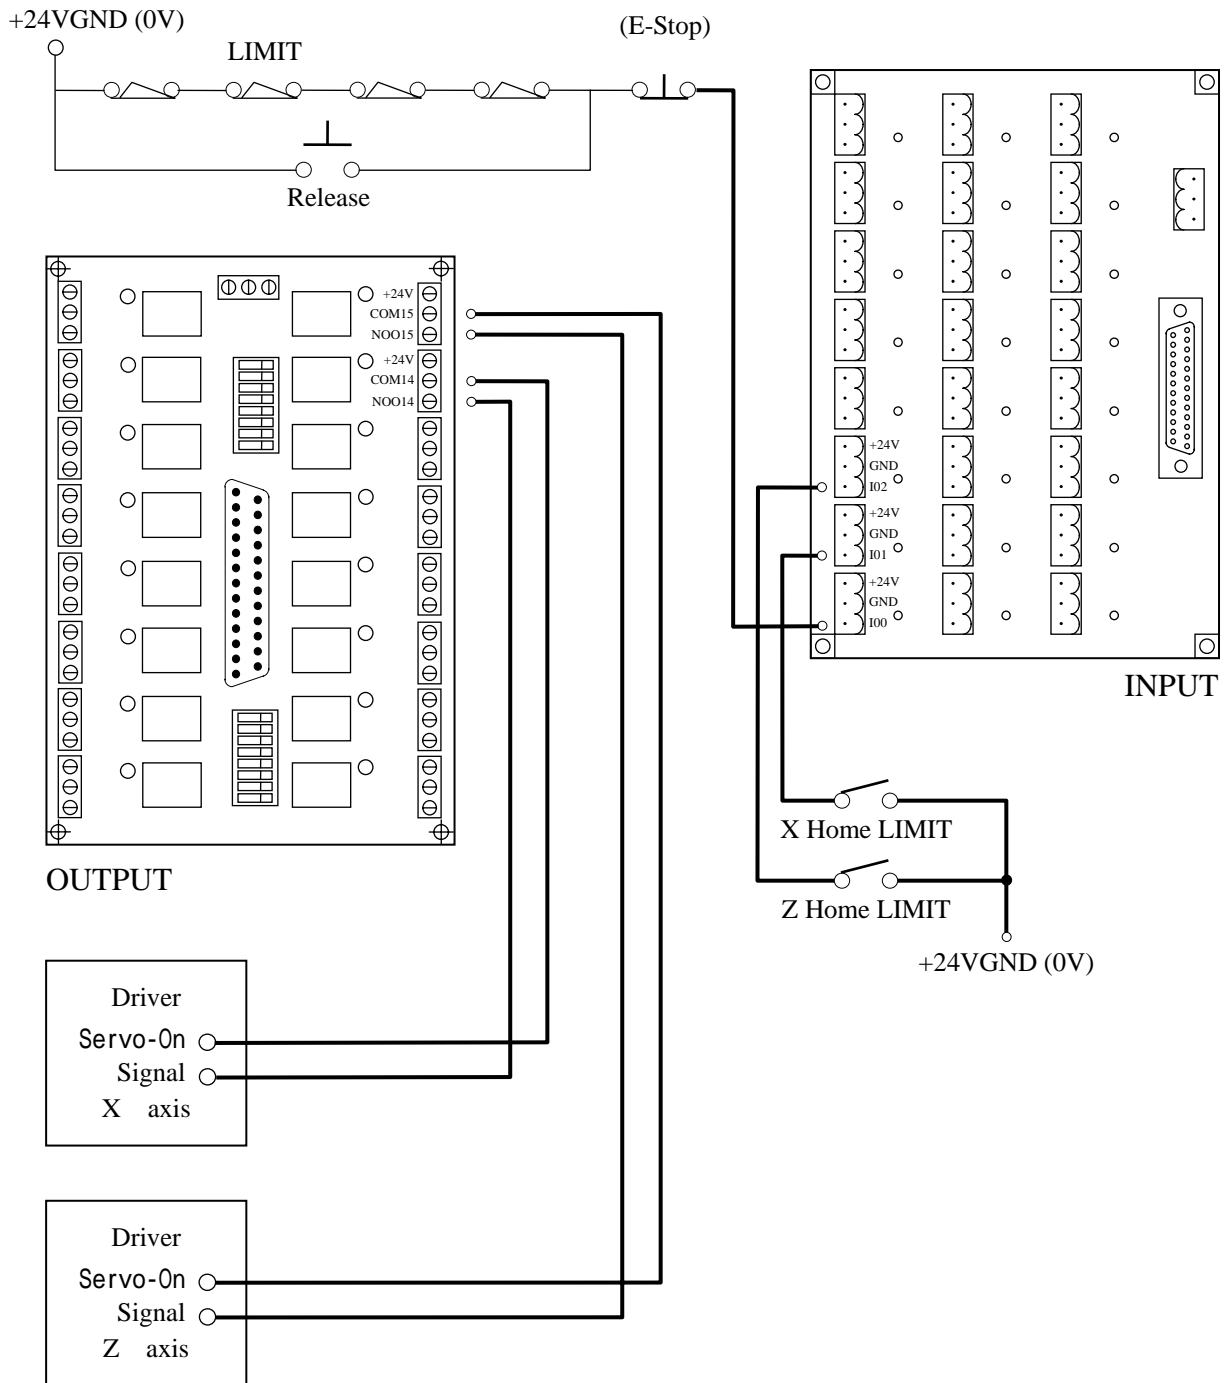 +24VGND (0V)
LIMIT
(E-Stop)
Release
+24V
COM15
NOO15
+24V
COM14
NOO14
OUTPUT
+24V
GND
I02
+24V
GND
I01
+24V
GND
I00
INPUT
X Home LIMIT
Z Home LIMIT
+24VGND (0V)
Driver
Servo-On
Signal
X axis
Driver
Servo-On
Signal
Z axis